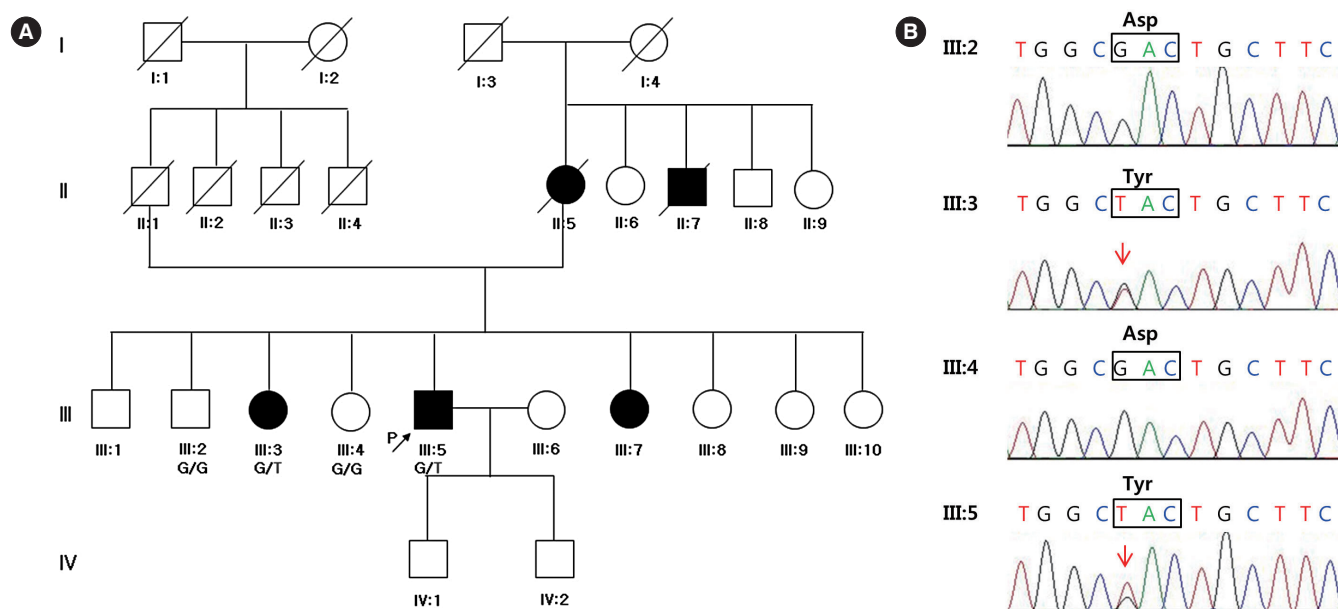 A
I
I:1 I:2 I:3 I:4
II
II:1 II:2 II:3 II:4 II:5 II:6 II:7 II:8 II:9
III
P
III:1 III:2 III:3 III:4 III:5 III:6 III:7 III:8 III:9 III:10
G/G G/T G/G G/T
IV
IV:1 IV:2
B
Asp
III:2 T G G C G A C T G C T T C
Tyr
III:3 T G G C T A C T G C T T C
Asp
III:4 T G G C G A C T G C T T C
Tyr
III:5 T G G C T A C T G C T T C